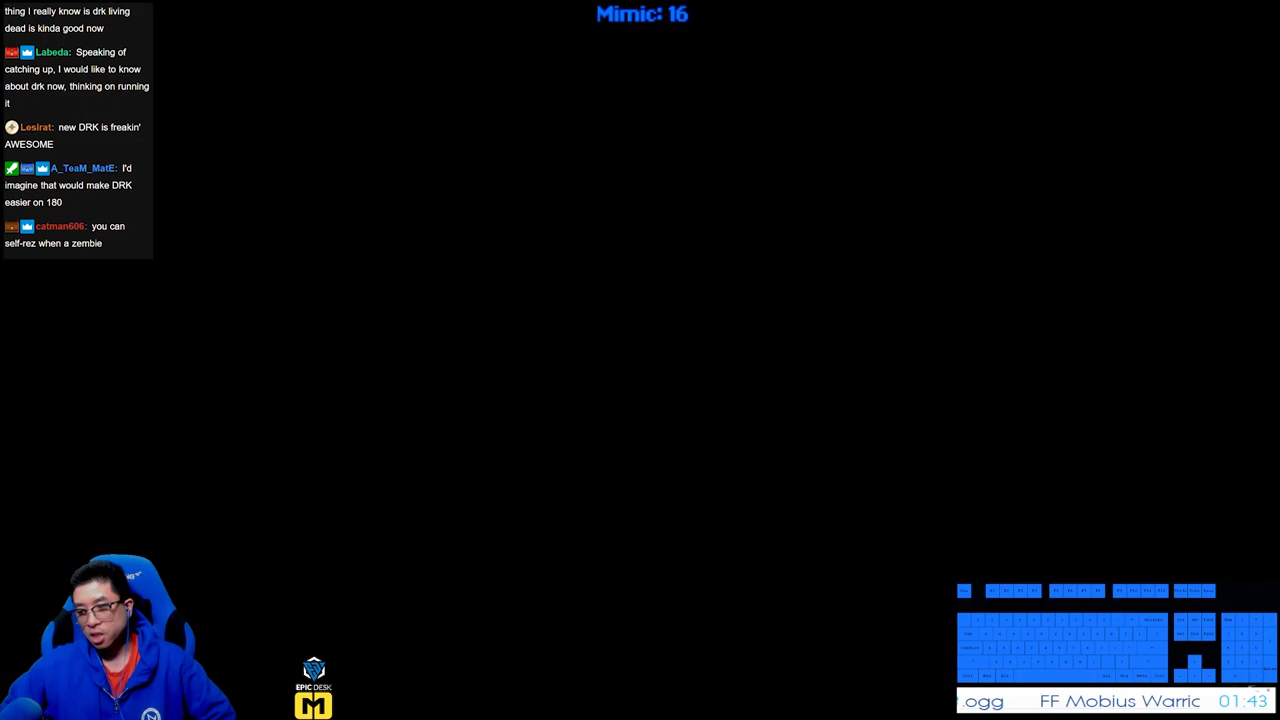 thing I really know is drk living
dead is kinda good now
Mimic: 16
Labeda: Speaking of
catching up, I would like to know
about drk now, thinking on running
it
Lesirat: new DRK is freakin'
AWESOME
A_TeaM_MatE: I'd
imagine that would make DRK
easier on 180
catman606: you can
self-rez when a zembie
EPIC DESK
M
.ogg FF Mobius Warric 01:43